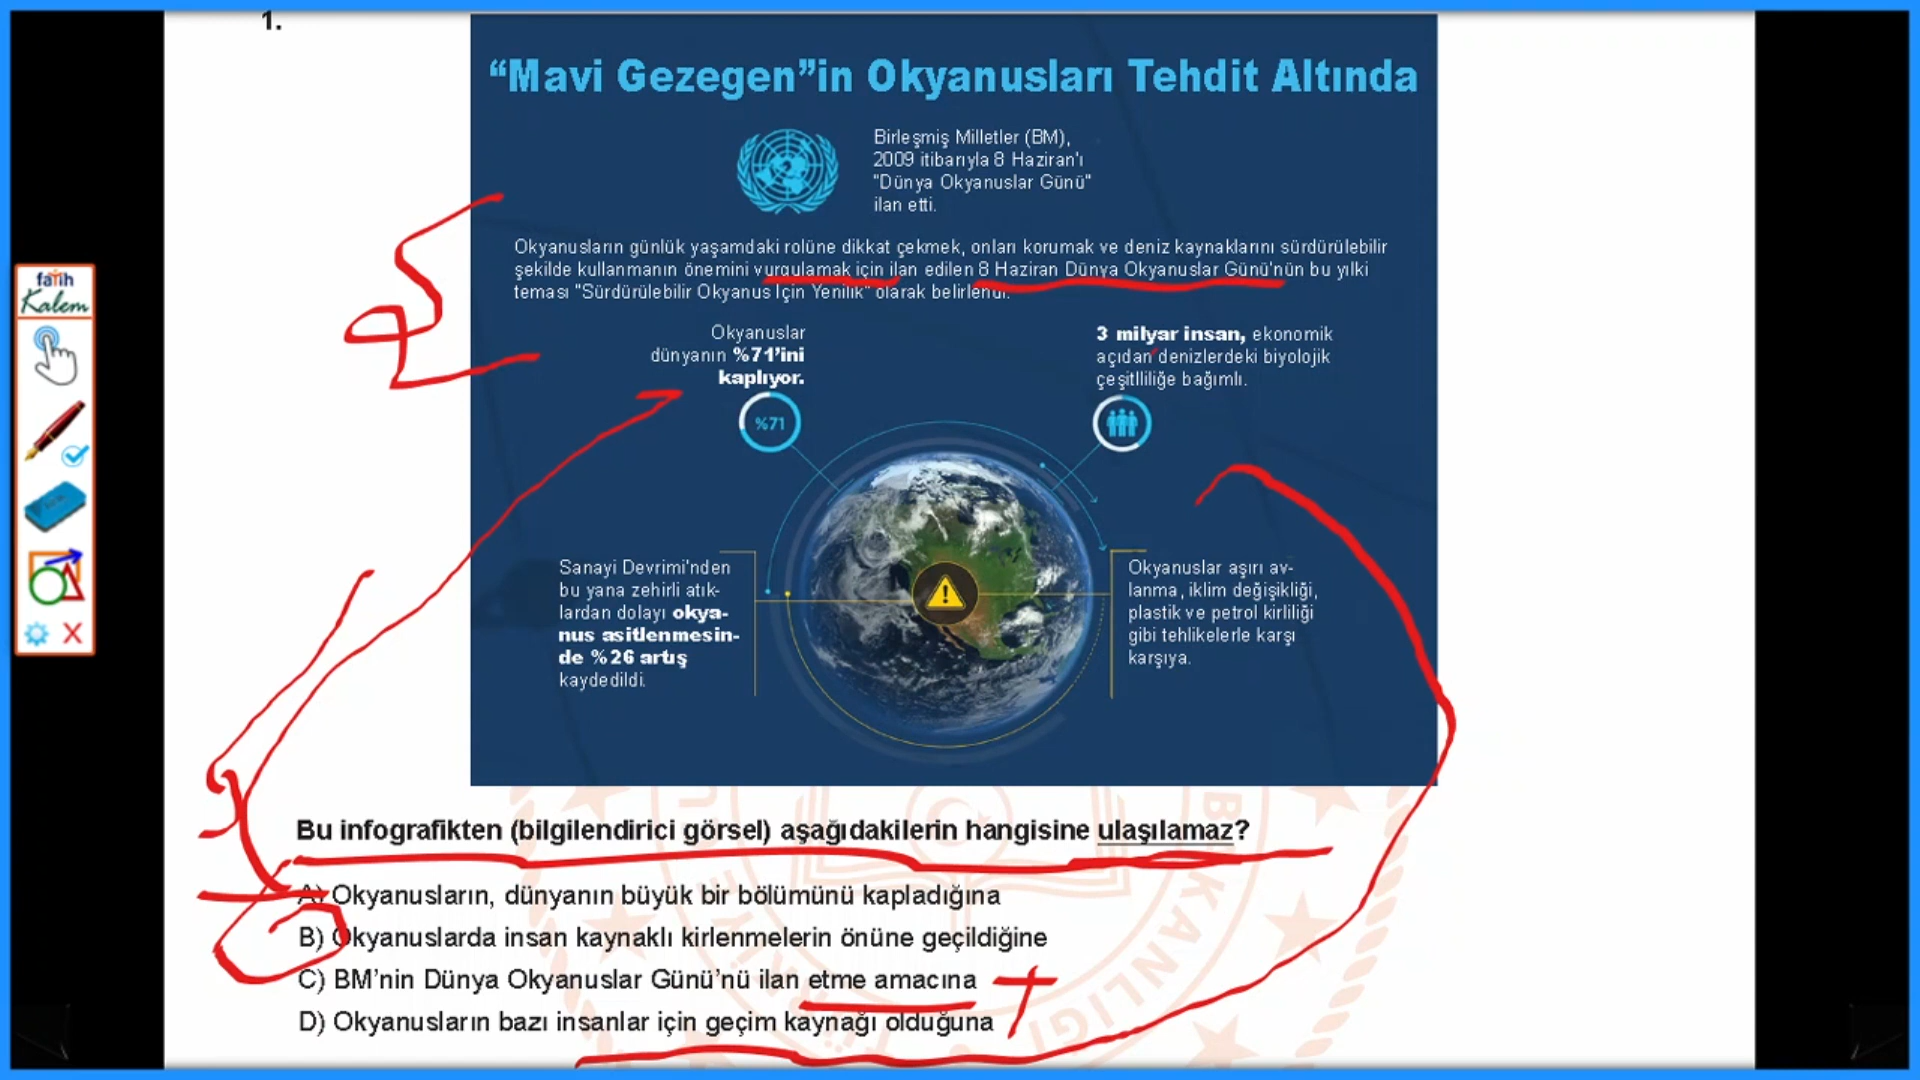 1.
“Mavi Gezegen”in Okyanusları Tehdit Altında
Birleşmiş Milletler (BM),
2009 itibarıyla 8 Haziran'ı
"Dünya Okyanuslar Günü"
ilan etti.
Okyanusların günlük yaşamdaki rolüne dikkat çekmek, onları korumak ve deniz kaynaklarını sürdürülebilir
şekilde kullanmanın önemini vurgulamak için ilan edilen 8 Haziran Dünya Okyanuslar Günü'nün bu yılki
teması "Sürdürülebilir Okyanus İçin Yenilik" olarak belirlendi.
Okyanuslar
dünyanın %71’ini
kaplıyor.
%71
3 milyar insan, ekonomik
açıdan denizlerdeki biyolojik
çeşitlliliğe bağımlı.
Sanayi Devrimi'nden
bu yana zehirli atık-
lardan dolayı okya-
nus asitlenmesin-
de %26 artış
kaydedildi.
Okyanuslar aşırı av-
lanma, iklim değişikliği,
plastik ve petrol kirliliği
gibi tehlikelerle karşı
karşıya.
fatih
Kalem
Bu infografikten (bilgilendirici görsel) aşağıdakilerin hangisine ulaşılamaz?
A) Okyanusların, dünyanın büyük bir bölümünü kapladığına
B) Okyanuslarda insan kaynaklı kirlenmelerin önüne geçildiğine
C) BM’nin Dünya Okyanuslar Günü’nü ilan etme amacına
D) Okyanusların bazı insanlar için geçim kaynağı olduğuna